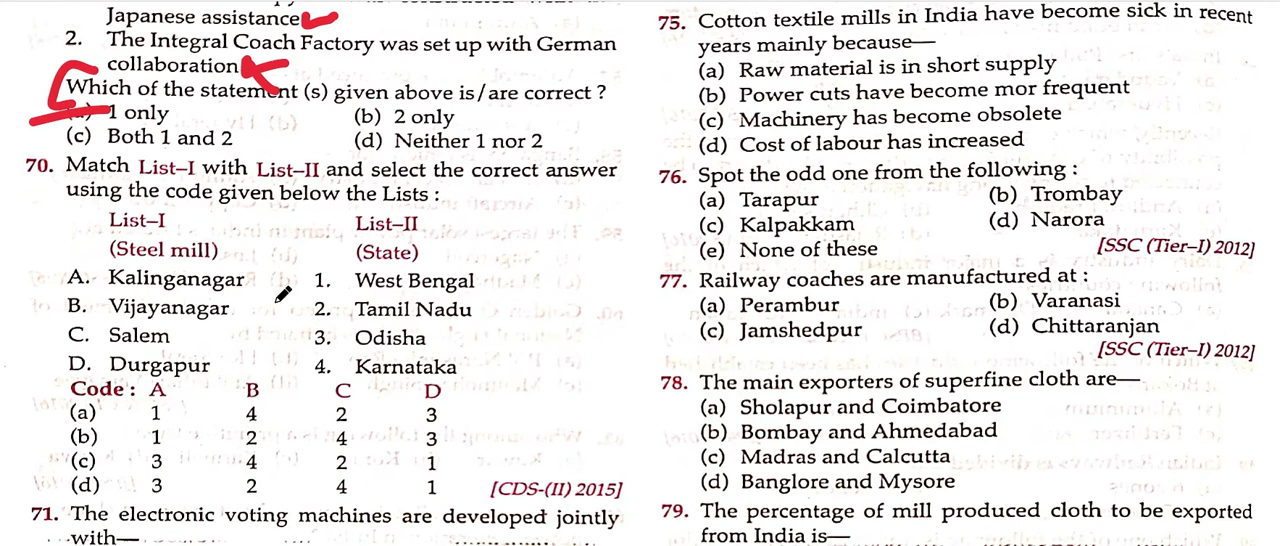 Japanese assistance
2. The Integral Coach Factory was set up with German
collaboration
Which of the statement (s) given above is/are correct ?
1 only (b) 2 only
(c) Both 1 and 2 (d) Neither 1 nor 2
70. Match List–I with List–II and select the correct answer
using the code given below the Lists :
List–I List–II
(Steel mill) (State)
A. Kalinganagar 1. West Bengal
B. Vijayanagar 2. Tamil Nadu
C. Salem 3. Odisha
D. Durgapur 4. Karnataka
Code : A B C D
(a) 1 4 2 3
(b) 1 2 4 3
(c) 3 4 2 1
(d) 3 2 4 1 [CDS-(II) 2015]
71. The electronic voting machines are developed jointly
with—
75. Cotton textile mills in India have become sick in recent
years mainly because—
(a) Raw material is in short supply
(b) Power cuts have become mor frequent
(c) Machinery has become obsolete
(d) Cost of labour has increased
76. Spot the odd one from the following :
(a) Tarapur (b) Trombay
(c) Kalpakkam (d) Narora
(e) None of these [SSC (Tier–I) 2012]
77. Railway coaches are manufactured at :
(a) Perambur (b) Varanasi
(c) Jamshedpur (d) Chittaranjan
[SSC (Tier–I) 2012]
78. The main exporters of superfine cloth are—
(a) Sholapur and Coimbatore
(b) Bombay and Ahmedabad
(c) Madras and Calcutta
(d) Banglore and Mysore
79. The percentage of mill produced cloth to be exported
from India is—